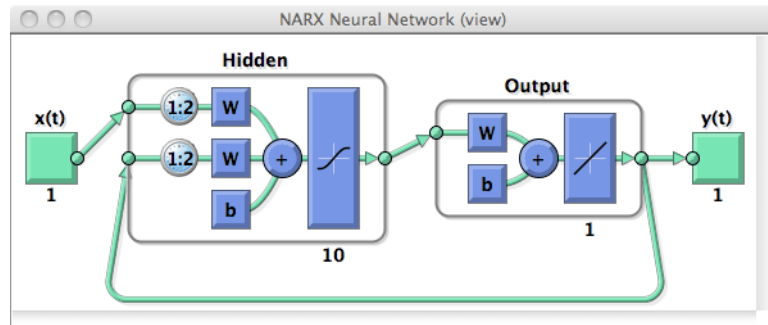 NARX Neural Network (view)
Hidden
Output
x(t)
1:2
W
W
y(t)
1:2
W
+
+
b
b
1
1
1
10